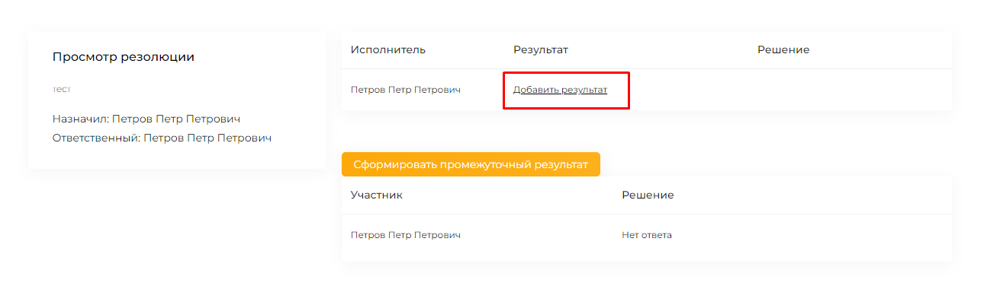 Просмотр резолюции
тест
Назначил: Петров Петр Петрович
Ответственный: Петров Петр Петрович
Исполнитель Результат Решение
Петров Петр Петрович Добавить результат
Сформировать промежуточный результат
Участник Решение
Петров Петр Петрович Нет ответа